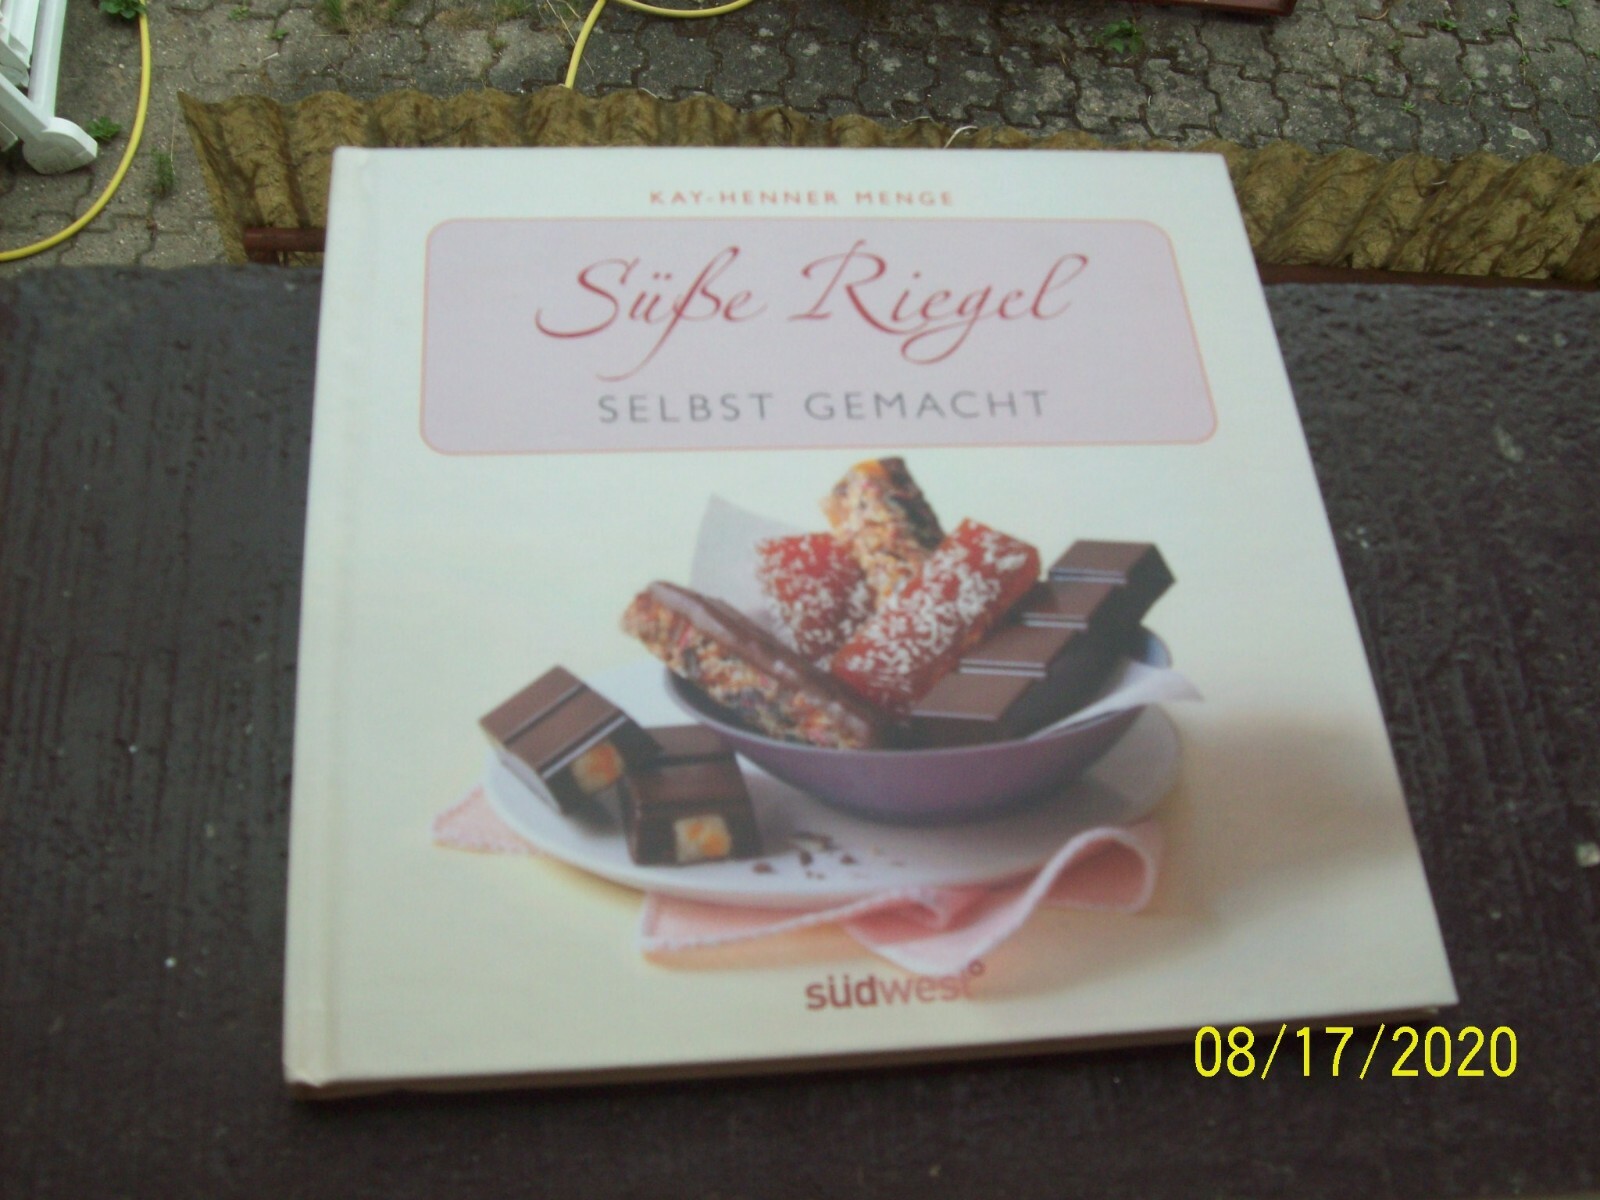 KAY-HENNER MENGE
Süße Riegel
SELBST GEMACHT
südwest°
08/17/2020